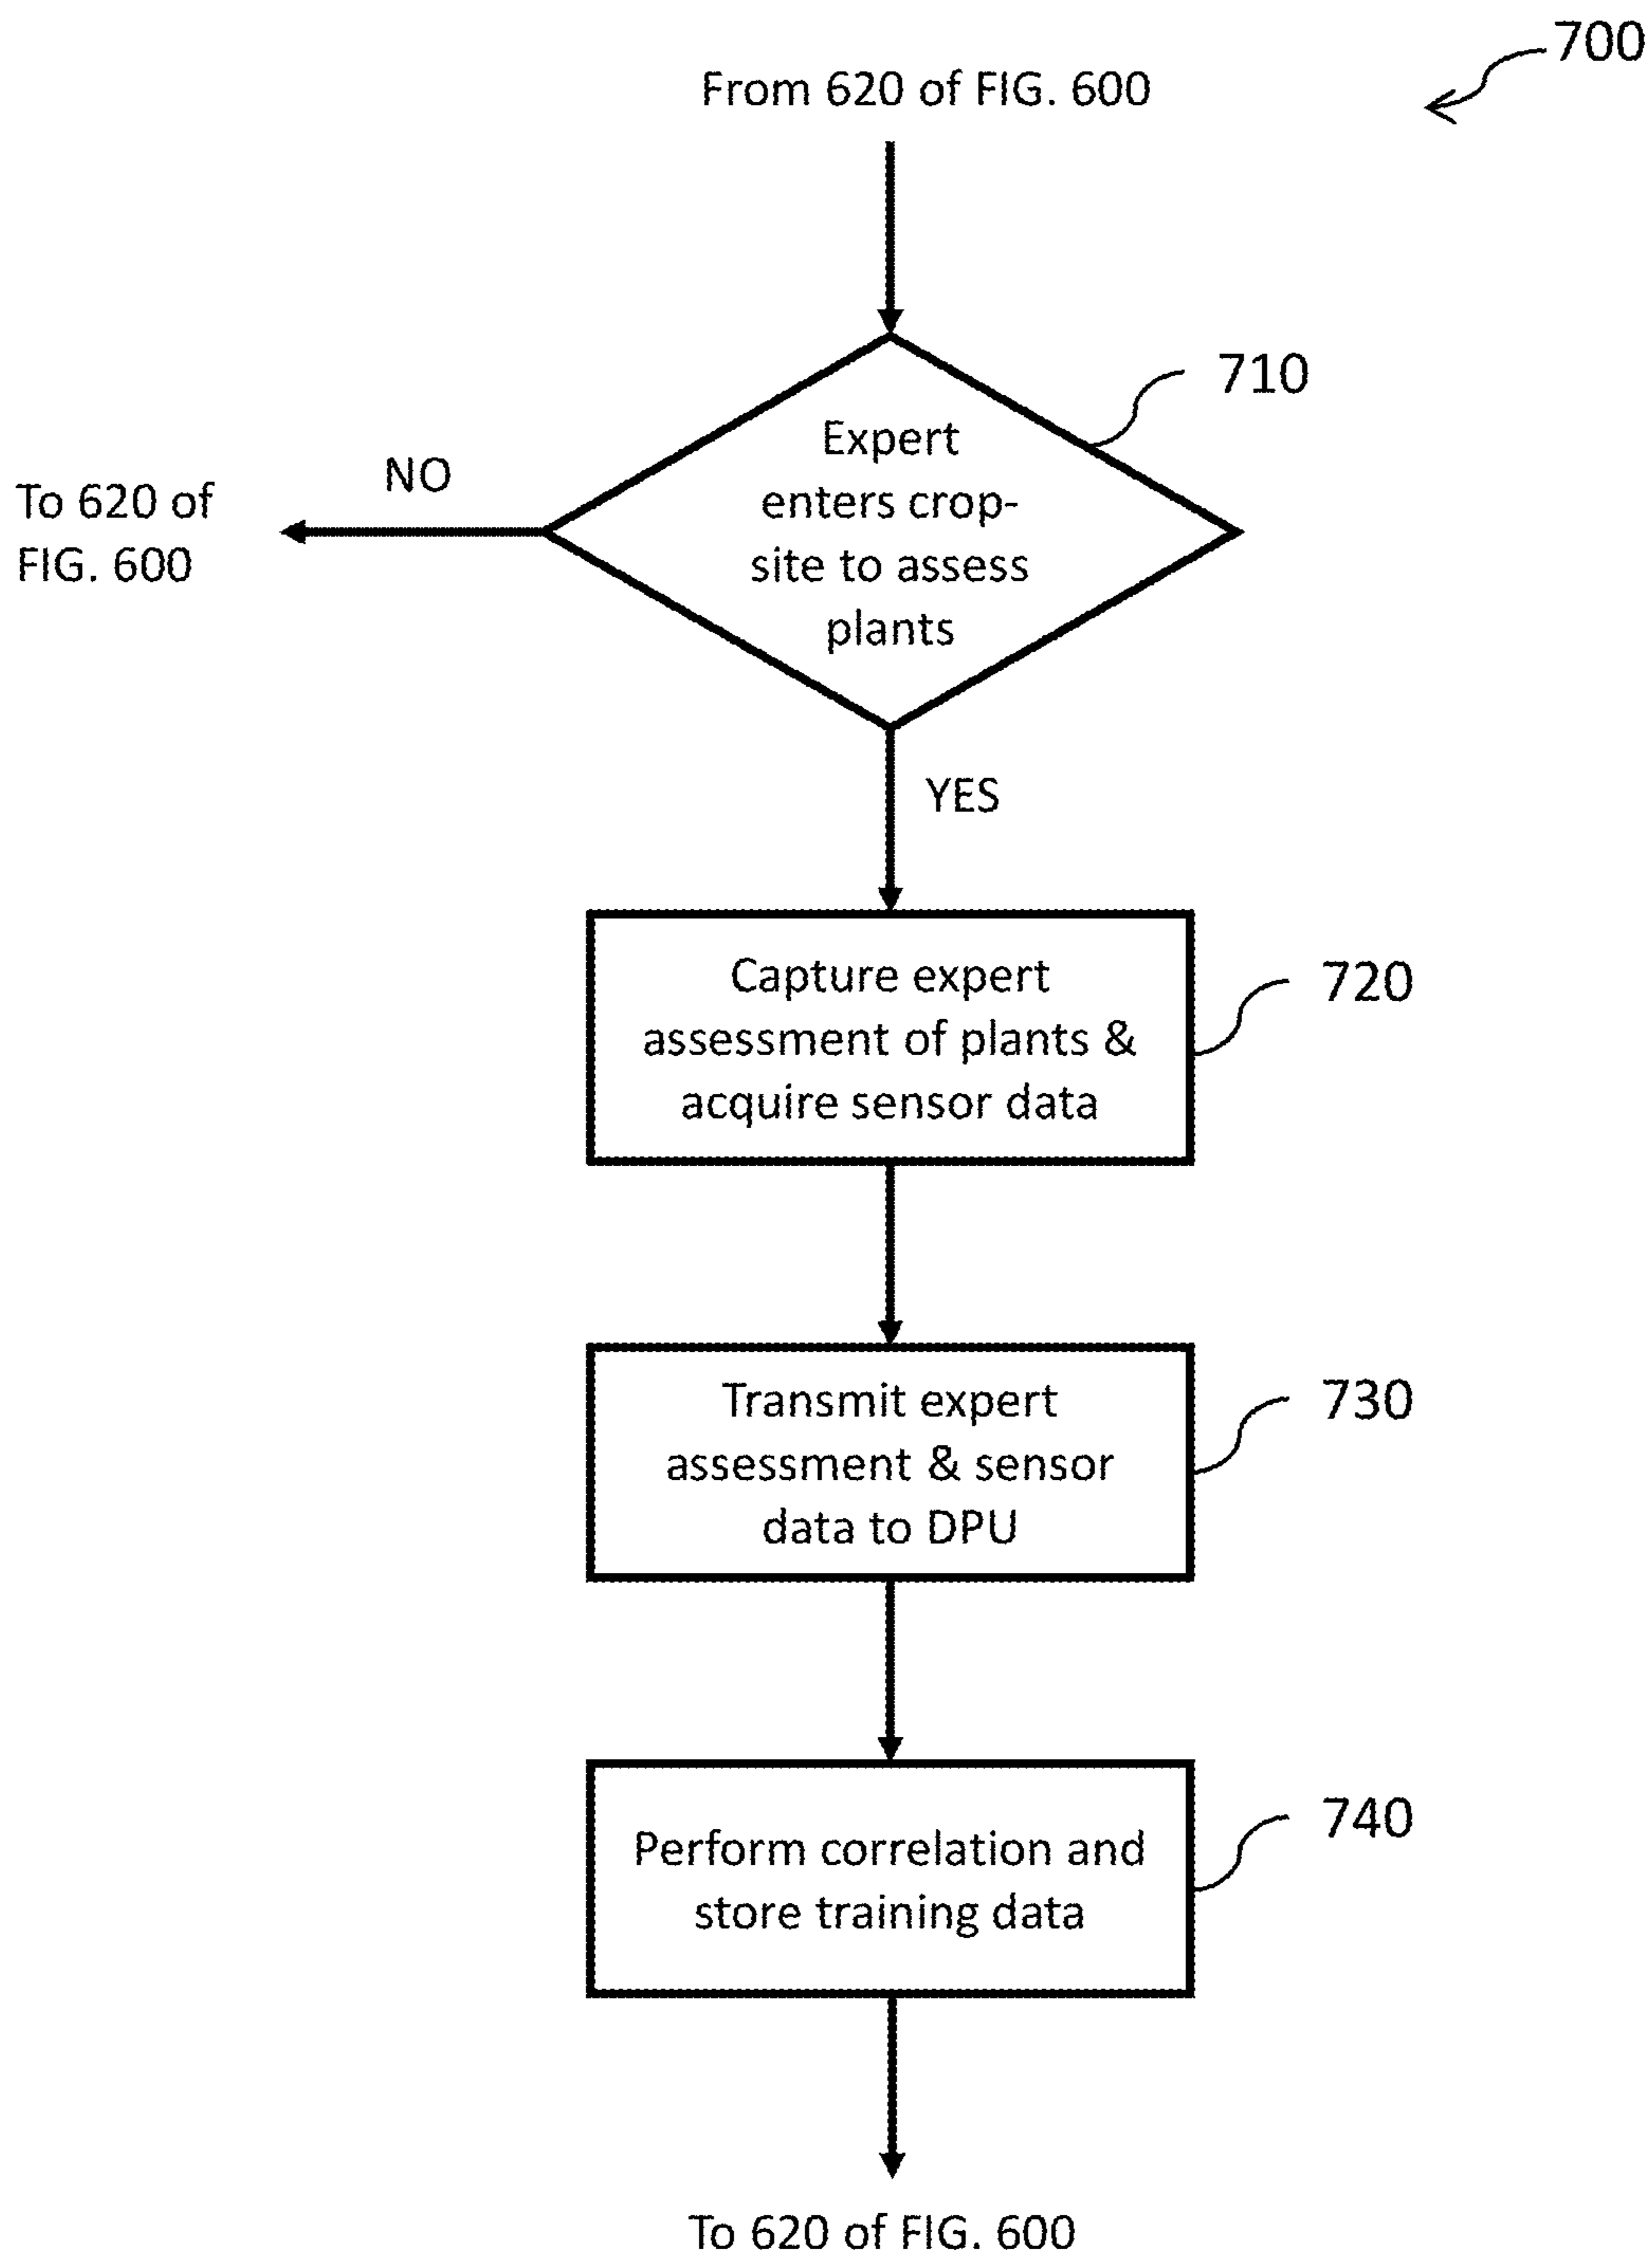 700
From 620 of FIG. 600
710
Expert
enters crop-
site to assess
plants
NO
To 620 of
FIG. 600
YES
Capture expert
assessment of plants &
acquire sensor data
720
Transmit expert
assessment & sensor
data to DPU
730
Perform correlation and
store training data
740
To 620 of FIG. 600